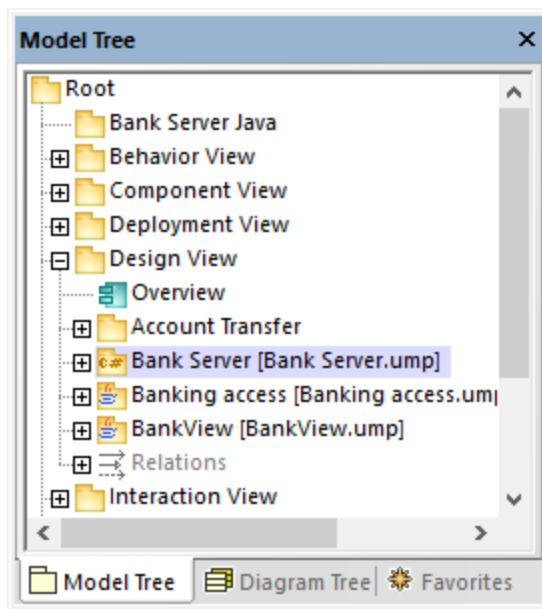 Model Tree
Root
Bank Server Java
Behavior View
Component View
Deployment View
Design View
Overview
Account Transfer
c# Bank Server [Bank Server.ump]
Banking access [Banking access.ump
BankView [BankView.ump]
Relations
Interaction View
Model Tree Diagram Tree Favorites